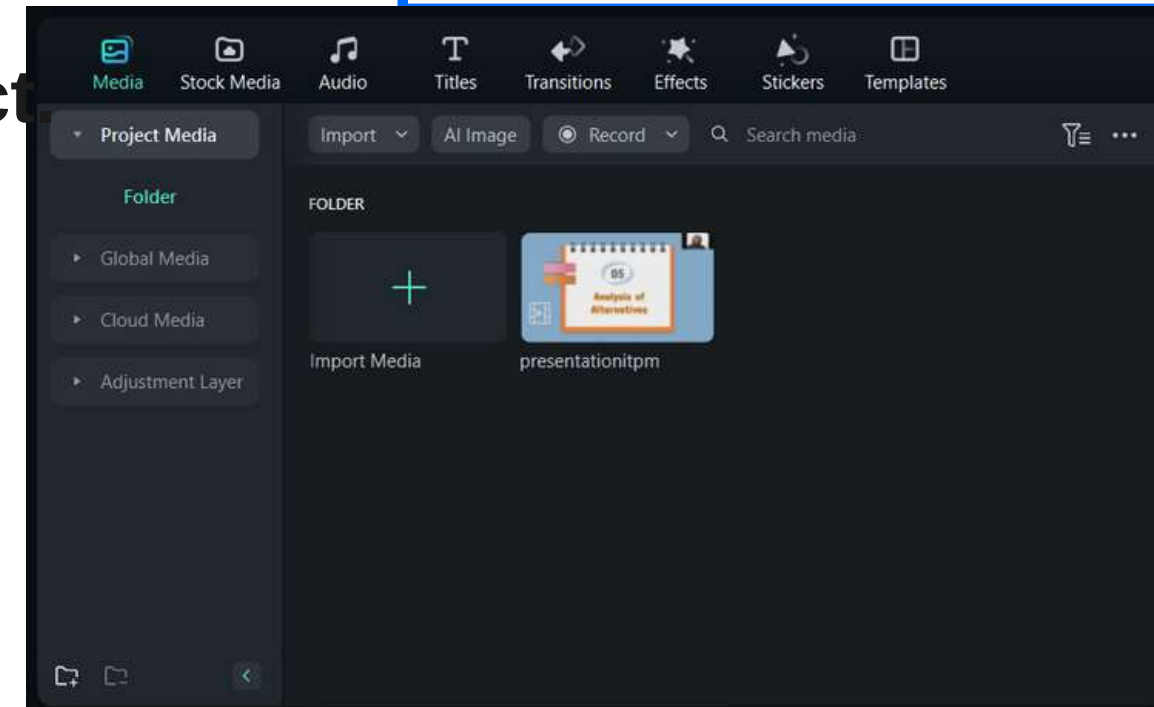 ct.
Media Stock Media Audio Titles Transitions Effects Stickers Templates
Project Media
Import AI Image Record Search media
Folder
FOLDER
Global Media
Cloud Media
Adjustment Layer
05
Analysis of
Alternatives
Import Media presentationitpm